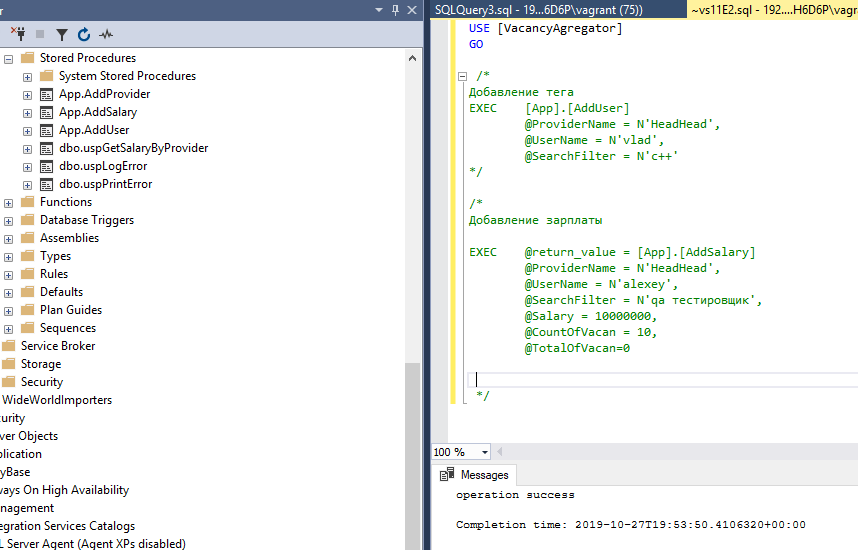 r
Stored Procedures
System Stored Procedures
App.AddProvider
App.AddSalary
App.AddUser
dbo.uspGetSalaryByProvider
dbo.uspLogError
dbo.uspPrintError
Functions
Database Triggers
Assemblies
Types
Rules
Defaults
Plan Guides
Sequences
Service Broker
Storage
Security
WideWorldImporters
curity
ver Objects
plication
yBase
ways On High Availability
nagement
egration Services Catalogs
L Server Agent (Agent XPs disabled)
SQLQuery3.sql - 19...6D6P\vagrant (75))
~vs11E2.sql - 192....H6D6P\vagra
USE [VacancyAgregator]
GO
/*
Добавление тега
EXEC [App].[AddUser]
@ProviderName = N'HeadHead',
@UserName = N'vlad',
@SearchFilter = N'c++'
*/
/*
Добавление зарплаты
EXEC @return_value = [App].[AddSalary]
@ProviderName = N'HeadHead',
@UserName = N'alexey',
@SearchFilter = N'qa тестировщик',
@Salary = 10000000,
@CountOfVacan = 10,
@TotalOfVacan=0
*/
100 %
Messages
operation success
Completion time: 2019-10-27T19:53:50.4106320+00:00